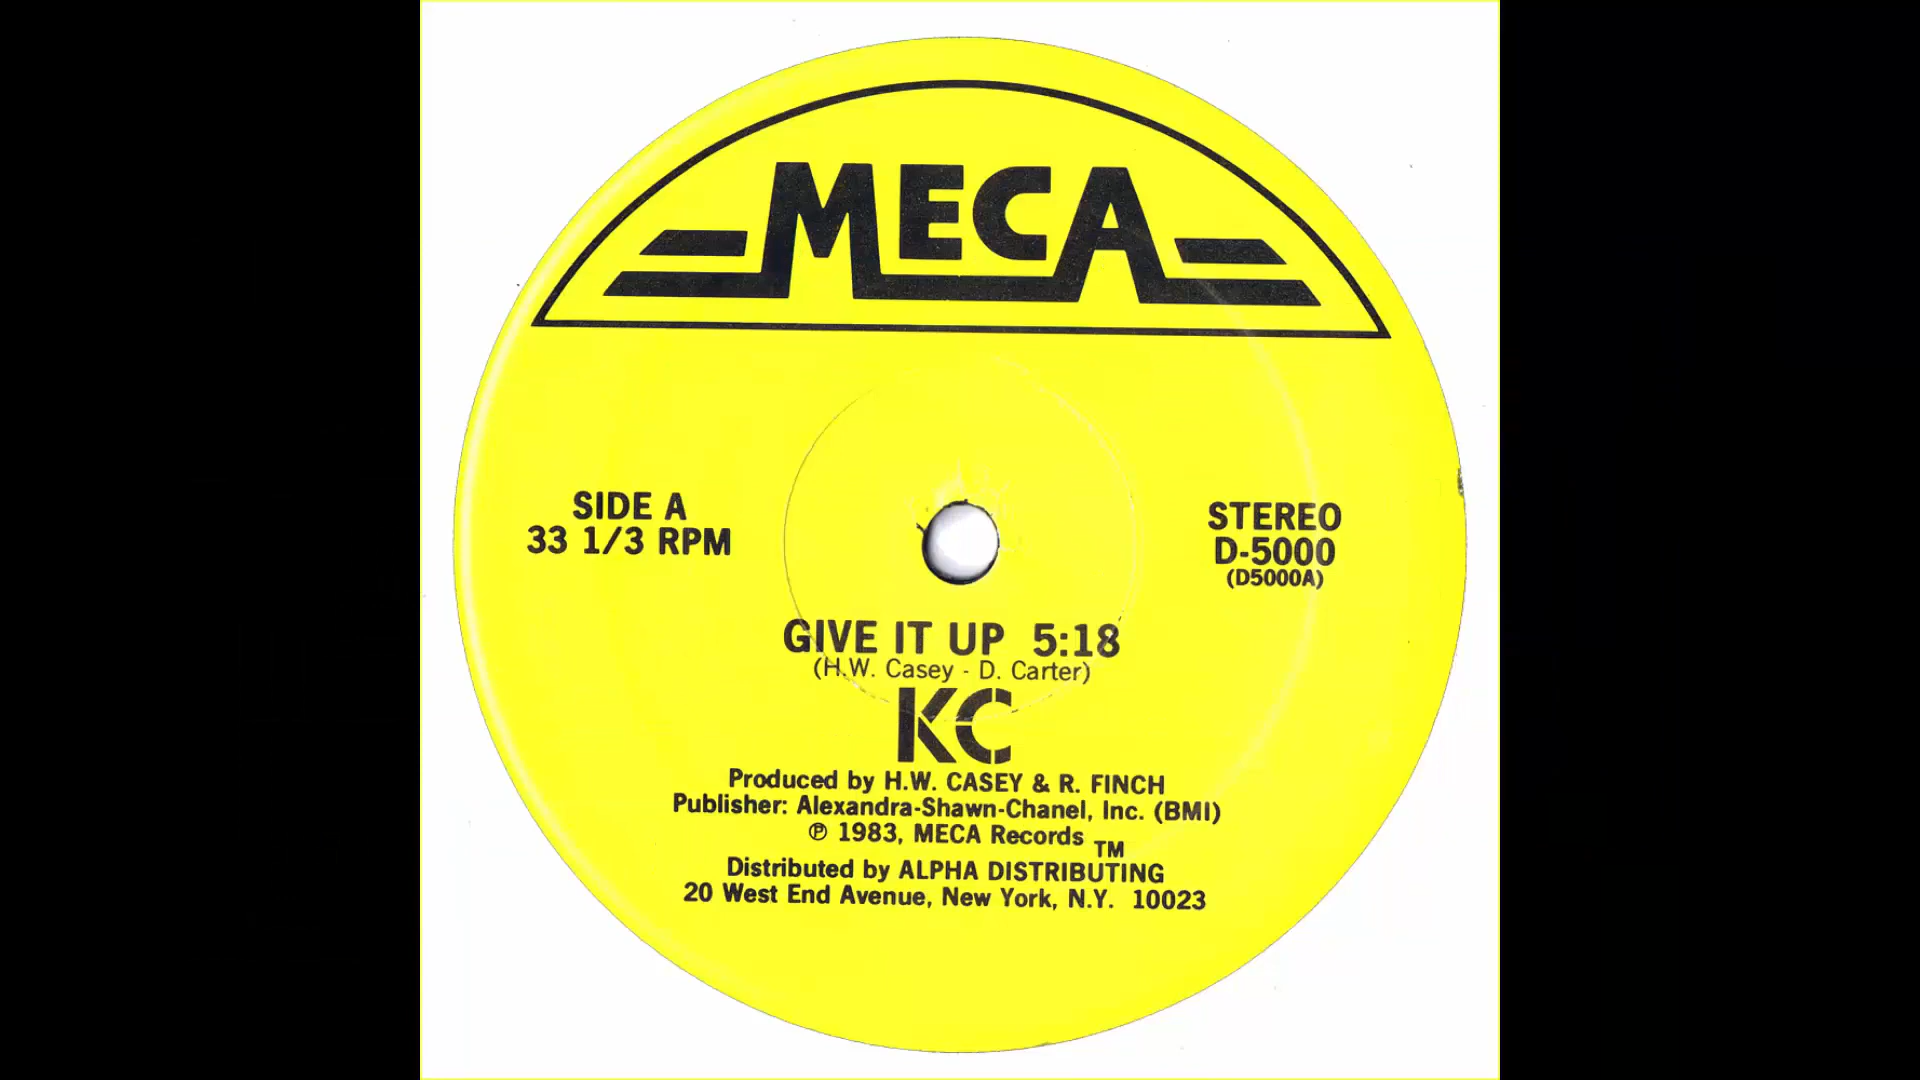 MECA
SIDE A
33 1/3 RPM
STEREO
D-5000
(D5000A)
GIVE IT UP 5:18
(H.W. Casey - D. Carter)
KC
Produced by H.W. CASEY & R. FINCH
Publisher: Alexandra-Shawn-Chanel, Inc. (BMI)
℗ 1983, MECA Records TM
Distributed by ALPHA DISTRIBUTING
20 West End Avenue, New York, N.Y. 10023